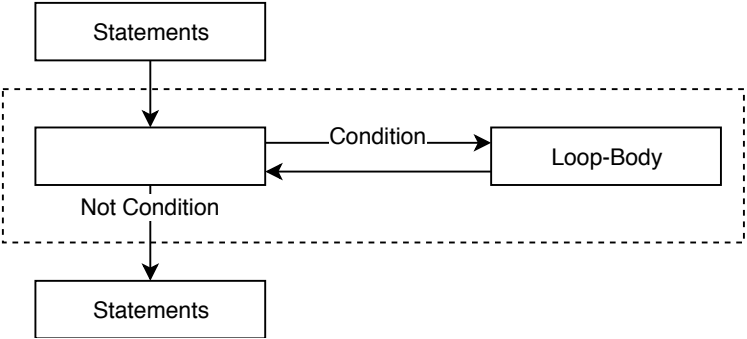 Statements
Condition
Loop-Body
Not Condition
Statements